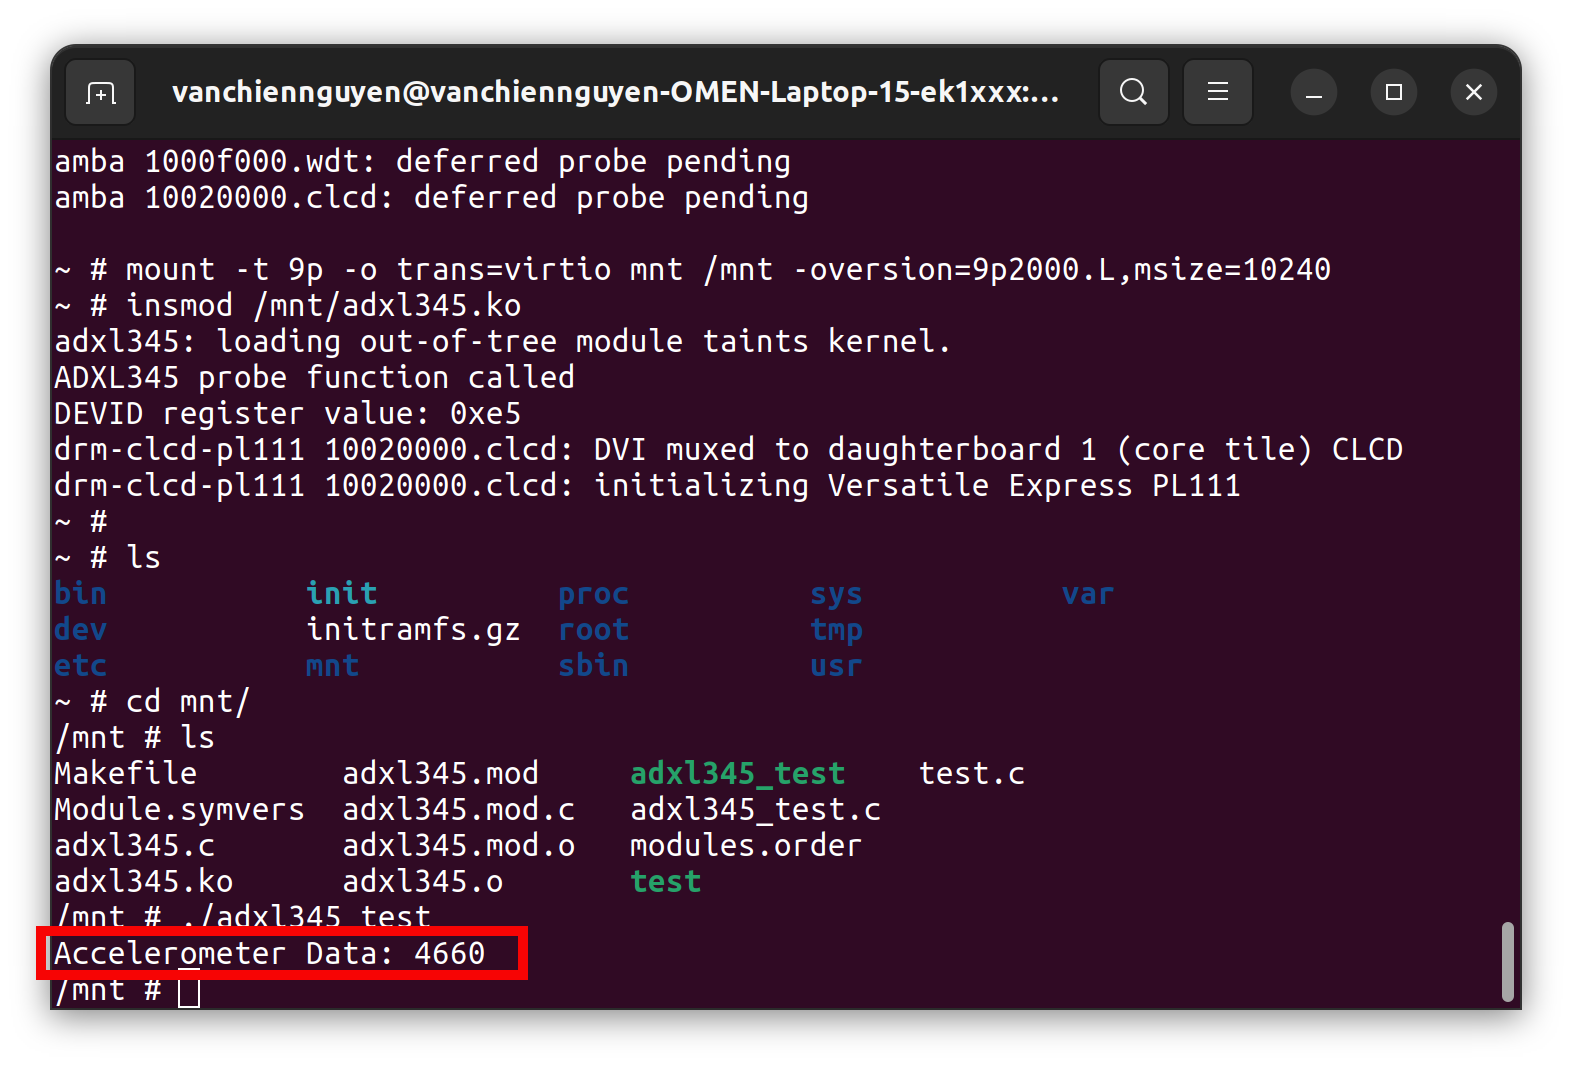 vanchiennguyen@vanchiennguyen-OMEN-Laptop-15-ek1xxx:...
amba 1000f000.wdt: deferred probe pending
amba 10020000.clcd: deferred probe pending
~ # mount -t 9p -o trans=virtio mnt /mnt -oversion=9p2000.L,msize=10240
~ # insmod /mnt/adxl345.ko
adxl345: loading out-of-tree module taints kernel.
ADXL345 probe function called
DEVID register value: 0xe5
drm-clcd-pl111 10020000.clcd: DVI muxed to daughterboard 1 (core tile) CLCD
drm-clcd-pl111 10020000.clcd: initializing Versatile Express PL111
~ #
~ # ls
bin init proc sys var
dev initramfs.gz root tmp
etc mnt sbin usr
~ # cd mnt/
/mnt # ls
Makefile adxl345.mod adxl345_test test.c
Module.symvers adxl345.mod.c adxl345_test.c
adxl345.c adxl345.mod.o modules.order
adxl345.ko adxl345.o test
/mnt # ./adxl345_test
Accelerometer Data: 4660
/mnt #